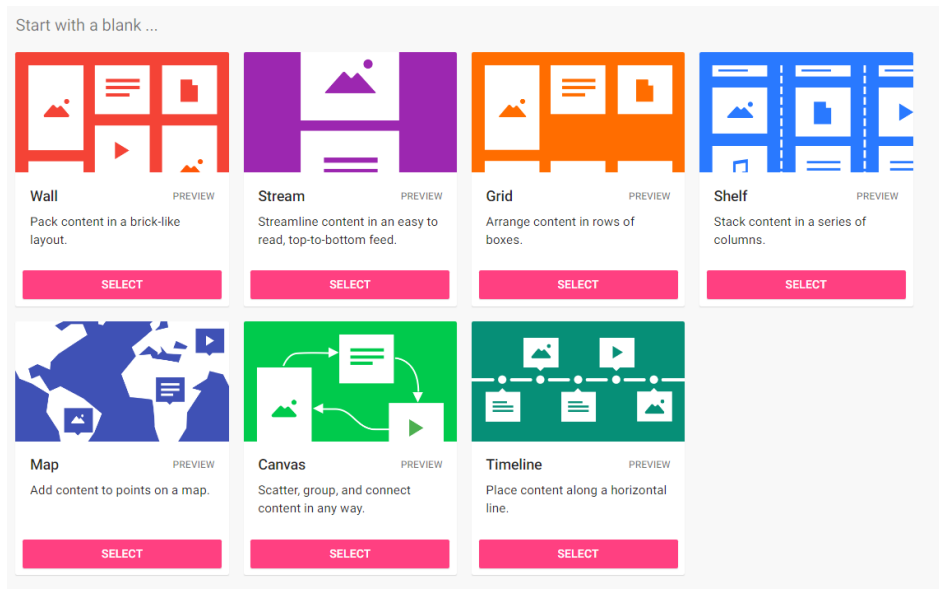 Start with a blank ...
Wall PREVIEW
Pack content in a brick-like
layout.
SELECT
Stream PREVIEW
Streamline content in an easy to
read, top-to-bottom feed.
SELECT
Grid PREVIEW
Arrange content in rows of
boxes.
SELECT
Shelf PREVIEW
Stack content in a series of
columns.
SELECT
Map PREVIEW
Add content to points on a map.
SELECT
Canvas PREVIEW
Scatter, group, and connect
content in any way.
SELECT
Timeline PREVIEW
Place content along a horizontal
line.
SELECT